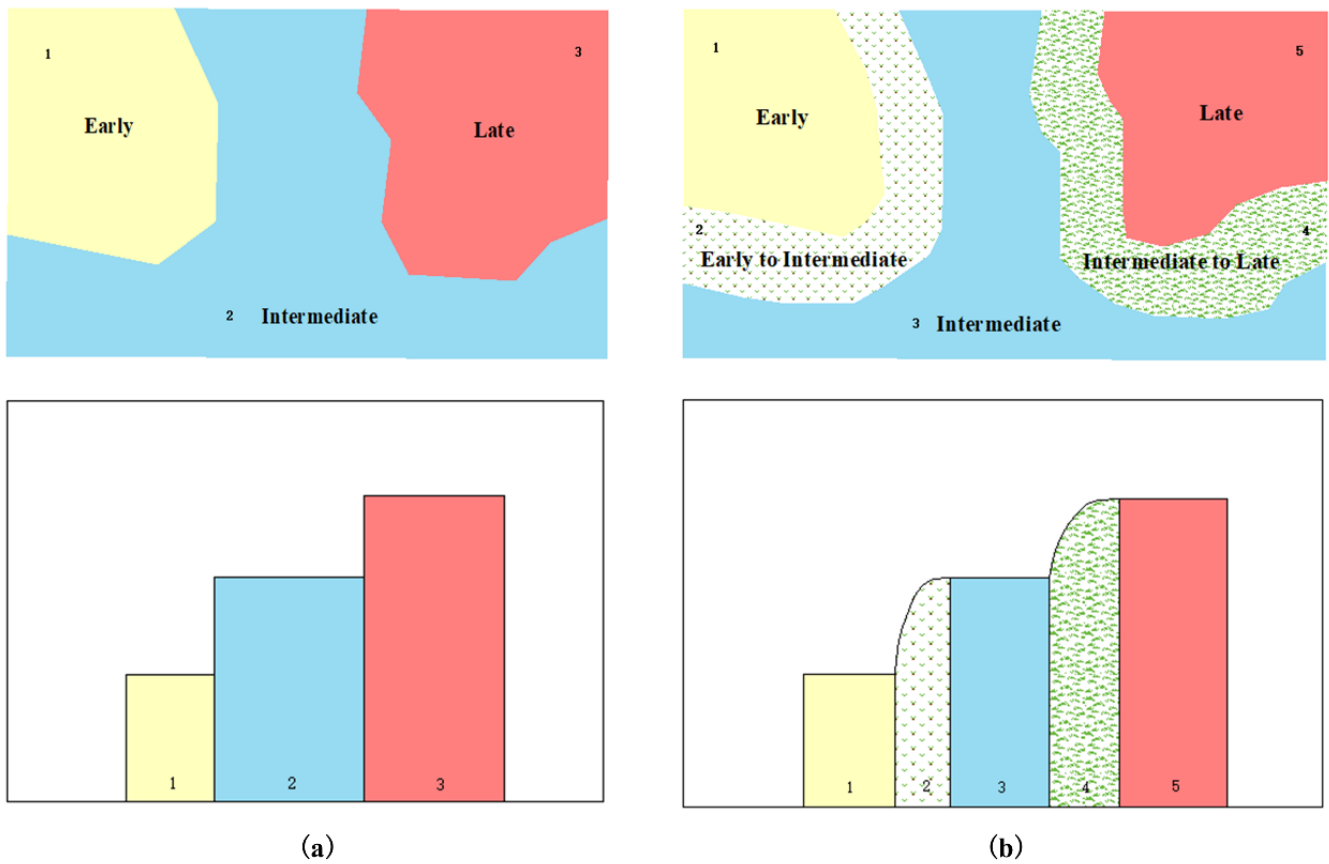 1
3
Early
Late
2 Intermediate
1
5
Early
Late
2
4
Early to Intermediate
Intermediate to Late
3 Intermediate
1 2 3
1 2 3 4 5
(a)
(b)